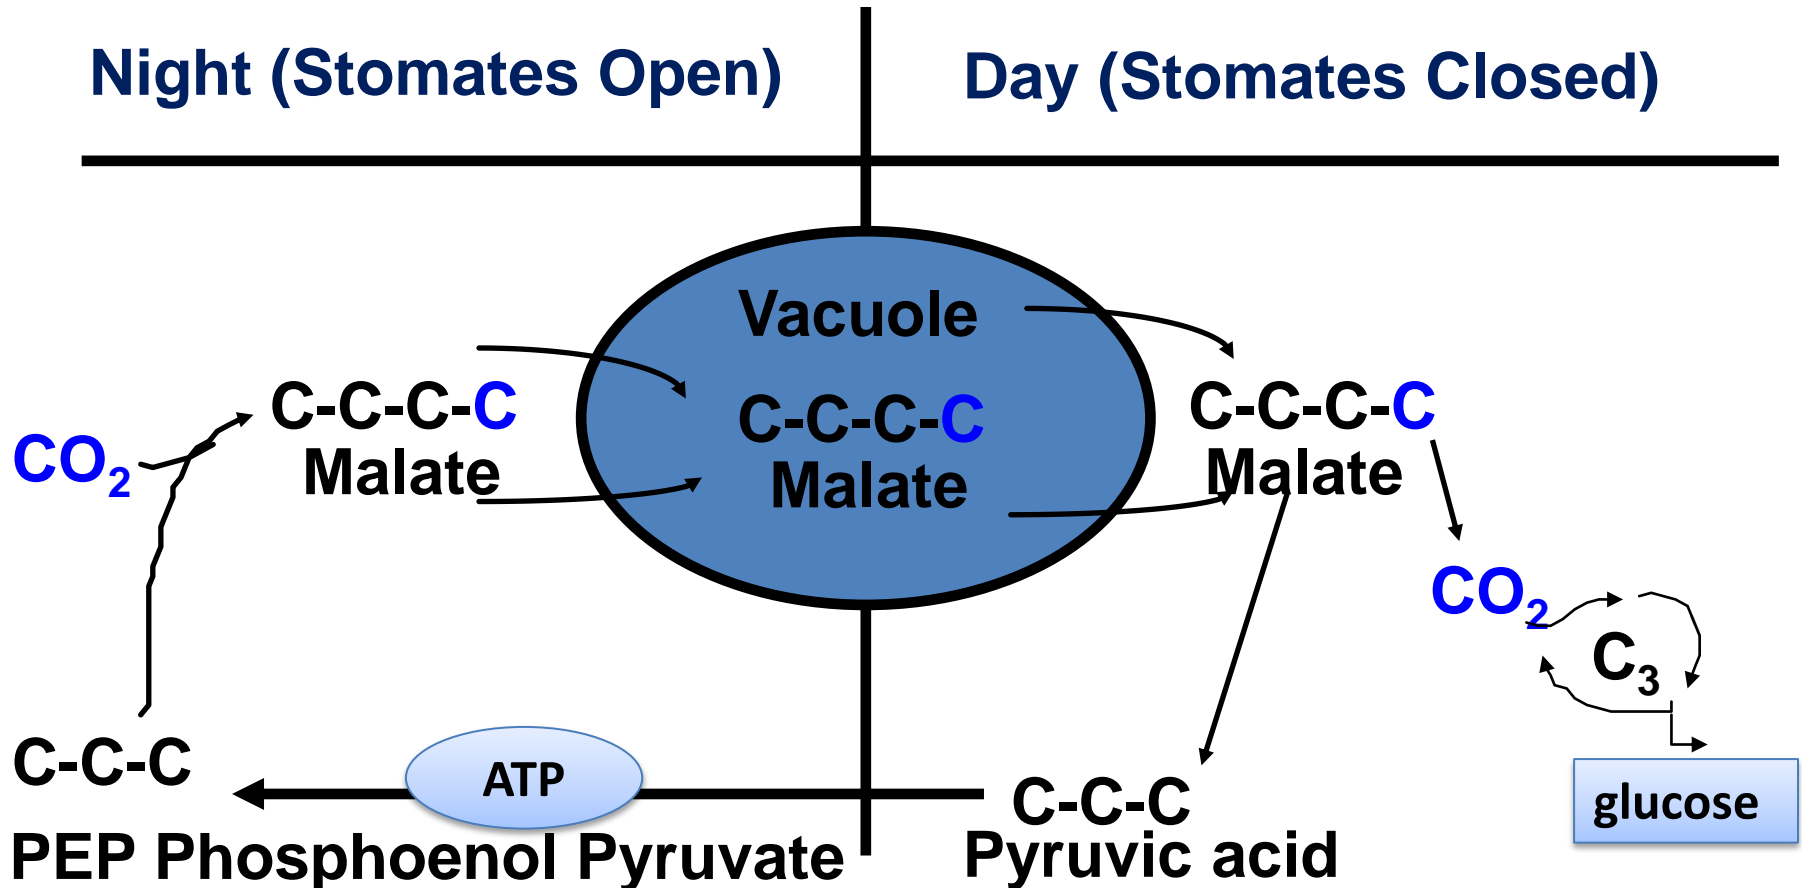 Night (Stomates Open)
Day (Stomates Closed)
Vacuole
C-C-C-C
Malate
C-C-C-C
Malate
C-C-C-C
Malate
CO₂
CO₂
C₃
C-C-C
PEP Phosphoenol Pyruvate
ATP
C-C-C
Pyruvic acid
glucose